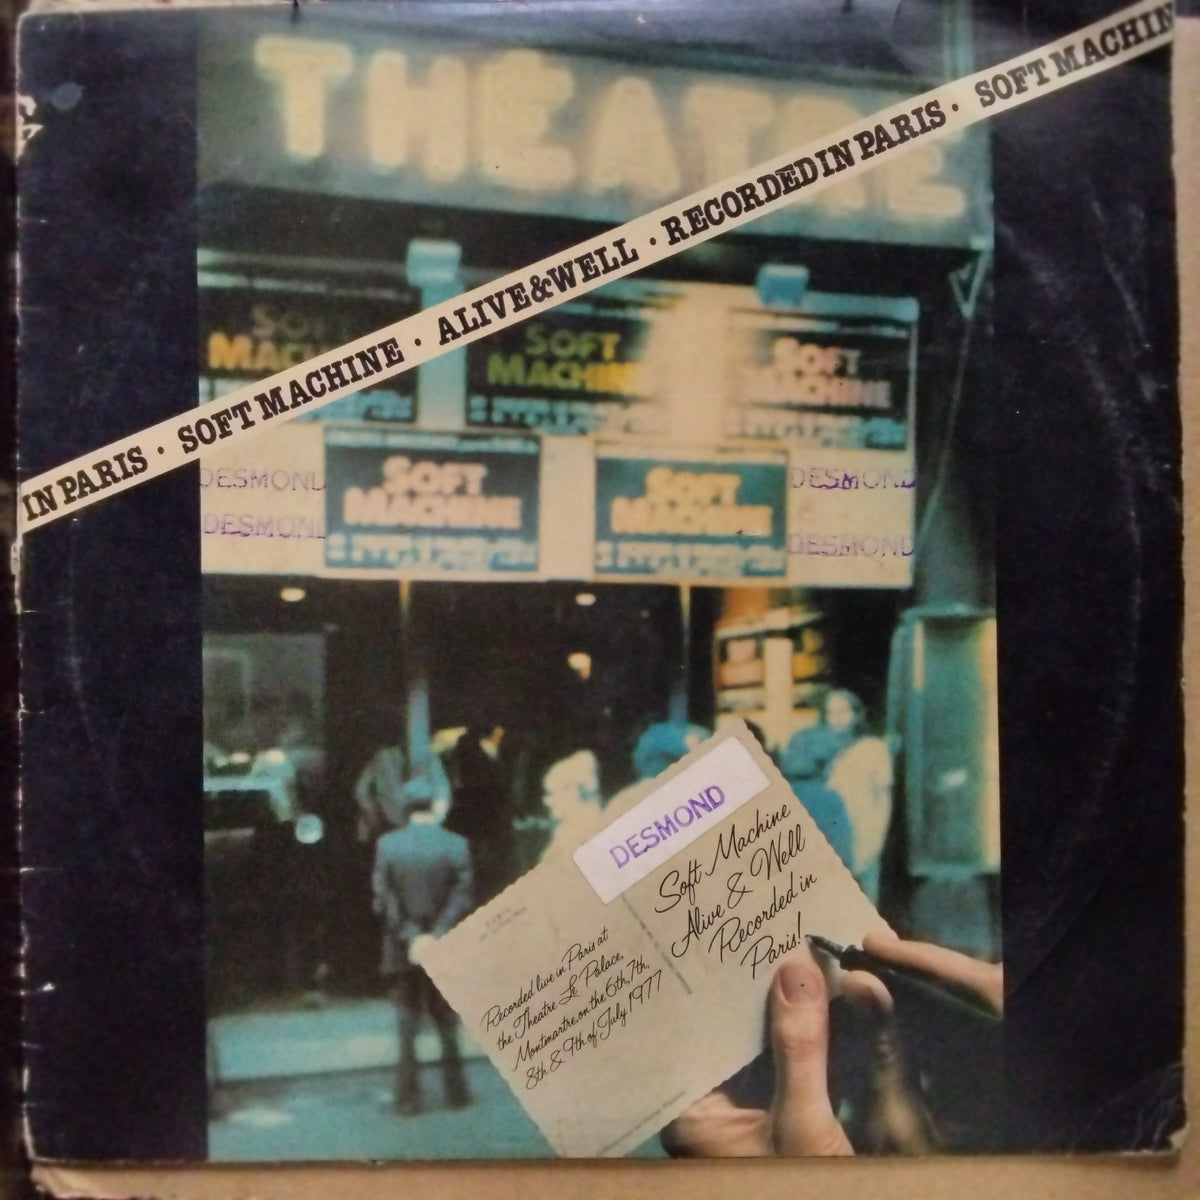 THÉATRE
IN PARIS · SOFT MACHINE · ALIVE&WELL · RECORDED IN PARIS · SOFT MACHIN
SOFT
MACHINE
SOFT
MACHINE
SOFT
MACHINE
DESMOND
DESMOND
DESMOND
DESMOND
SOFT
MACHINE
SOFT
MACHINE
DESMOND
Soft Machine
Alive & Well
Recorded in
Paris!
Recorded live in Paris at
the Theatre Le Palace,
Montmartre, on the 6th, 7th,
8th & 9th of July 1977